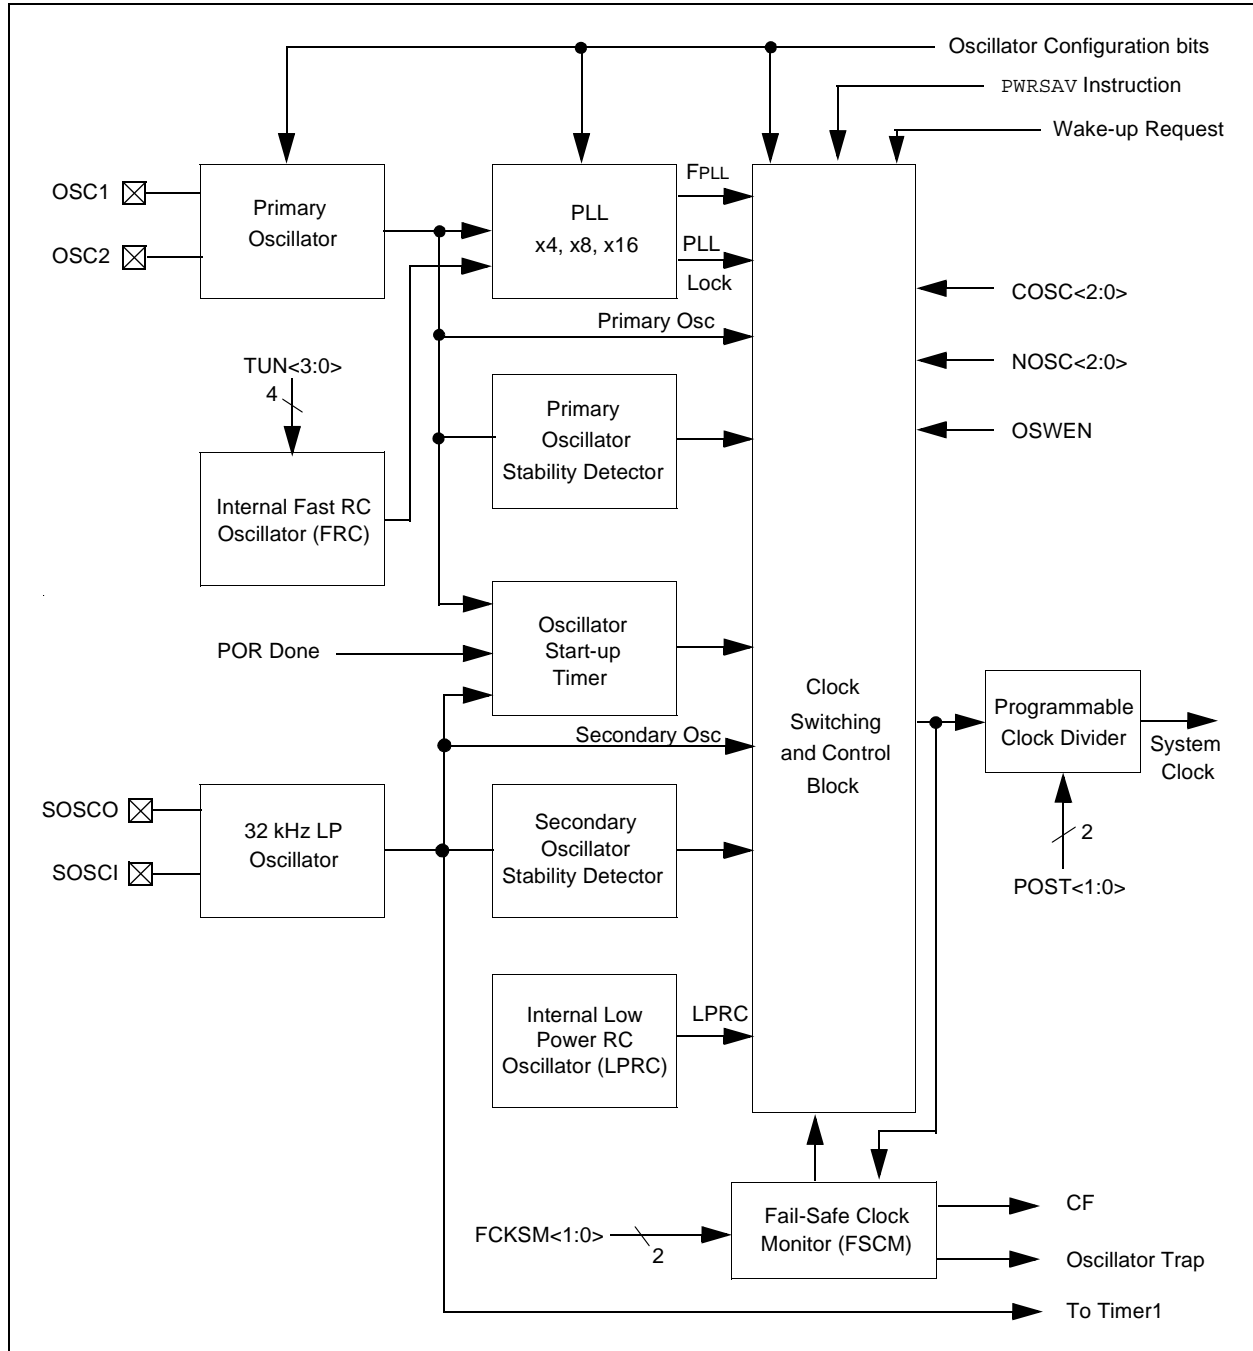 Oscillator Configuration bits
PWRSAV Instruction
Wake-up Request
OSC1
OSC2
Primary
Oscillator
PLL
x4, x8, x16
FPLL
PLL
Lock
COSC<2:0>
NOSC<2:0>
OSWEN
Primary Osc
TUN<3:0>
4
Primary
Oscillator
Stability Detector
Internal Fast RC
Oscillator (FRC)
POR Done
Oscillator
Start-up
Timer
Clock
Switching
and Control
Block
Programmable
Clock Divider
System
Clock
Secondary Osc
SOSCO
SOSCI
32 kHz LP
Oscillator
Secondary
Oscillator
Stability Detector
2
POST<1:0>
Internal Low
Power RC
Oscillator (LPRC)
LPRC
FCKSM<1:0>
2
Fail-Safe Clock
Monitor (FSCM)
CF
Oscillator Trap
To Timer1